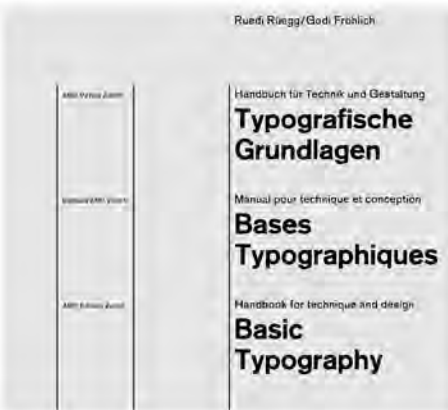 Ruedi Rüegg/Godi Fröhlich
Handbuch für Technik und Gestaltung
Typografische
Grundlagen
Manual pour technique et conception
Bases
Typographiques
Handbook for technique and design
Basic
Typography